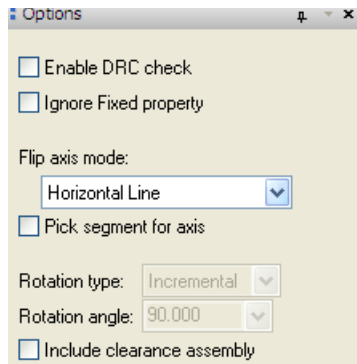 Options
Enable DRC check
Ignore Fixed property
Flip axis mode:
Horizontal Line
Pick segment for axis
Rotation type: Incremental
Rotation angle: 90.000
Include clearance assembly